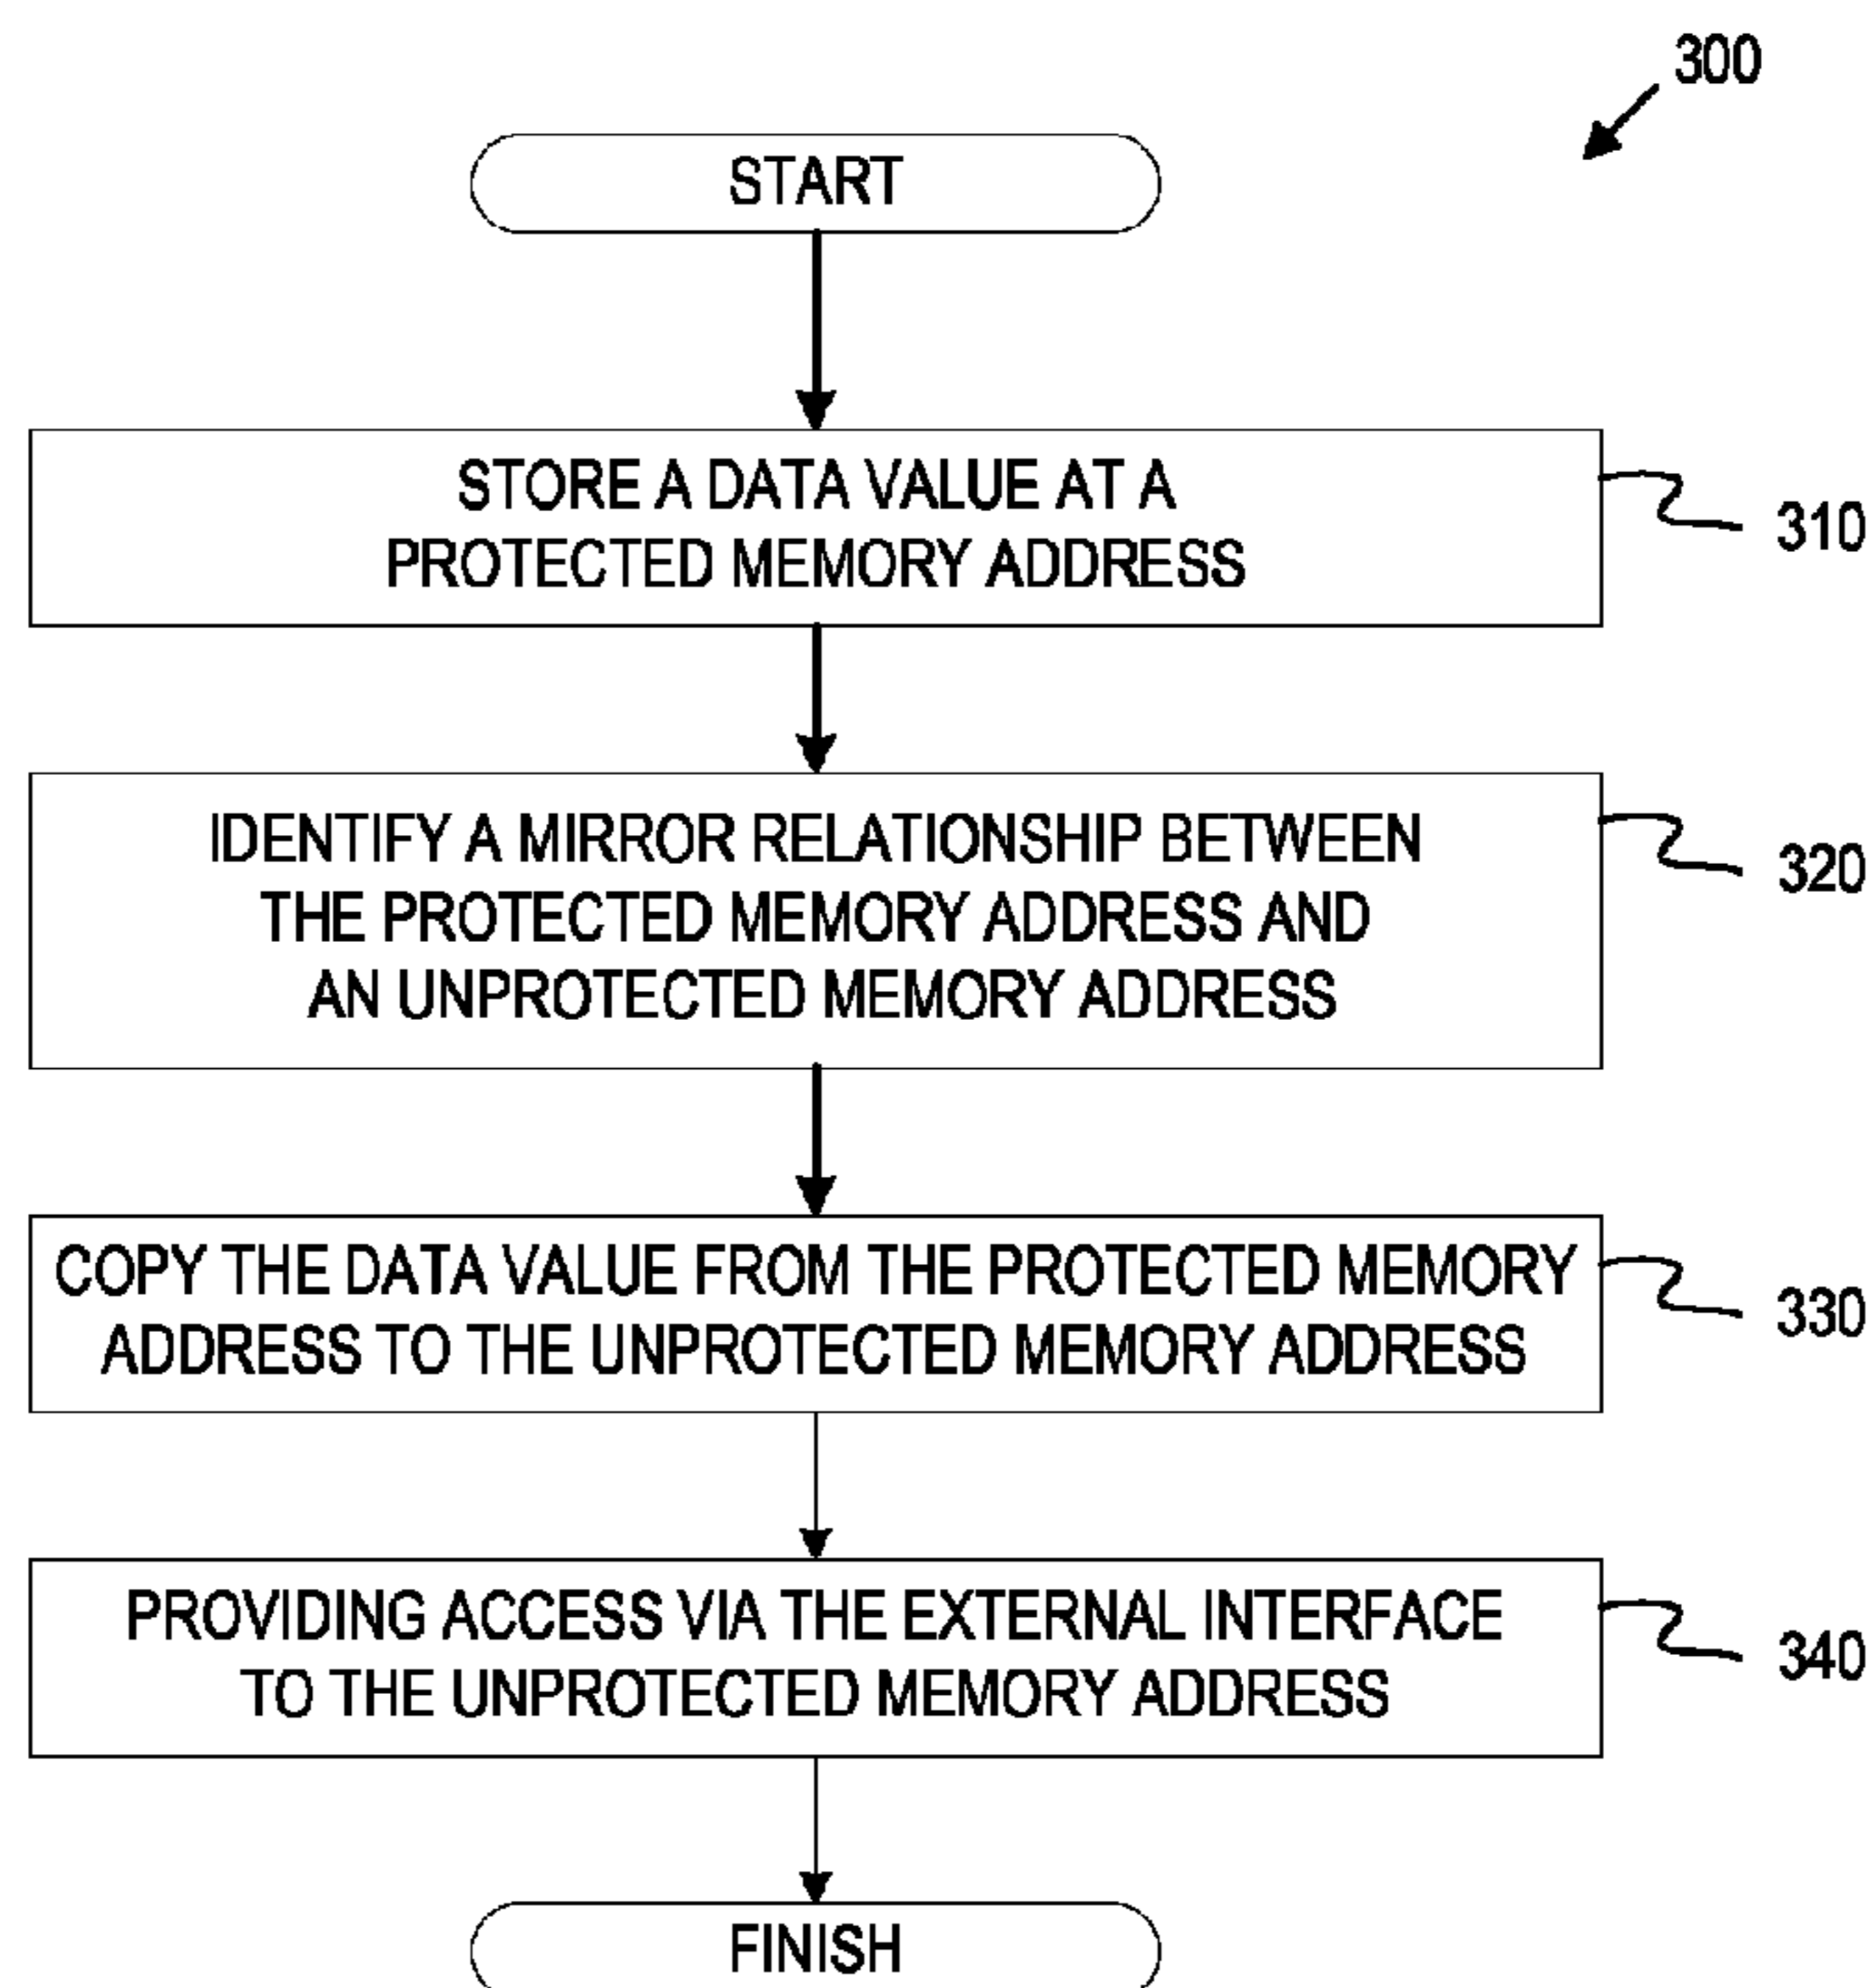 300
START
STORE A DATA VALUE AT A
PROTECTED MEMORY ADDRESS
310
IDENTIFY A MIRROR RELATIONSHIP BETWEEN
THE PROTECTED MEMORY ADDRESS AND
AN UNPROTECTED MEMORY ADDRESS
320
COPY THE DATA VALUE FROM THE PROTECTED MEMORY
ADDRESS TO THE UNPROTECTED MEMORY ADDRESS
330
PROVIDING ACCESS VIA THE EXTERNAL INTERFACE
TO THE UNPROTECTED MEMORY ADDRESS
340
FINISH